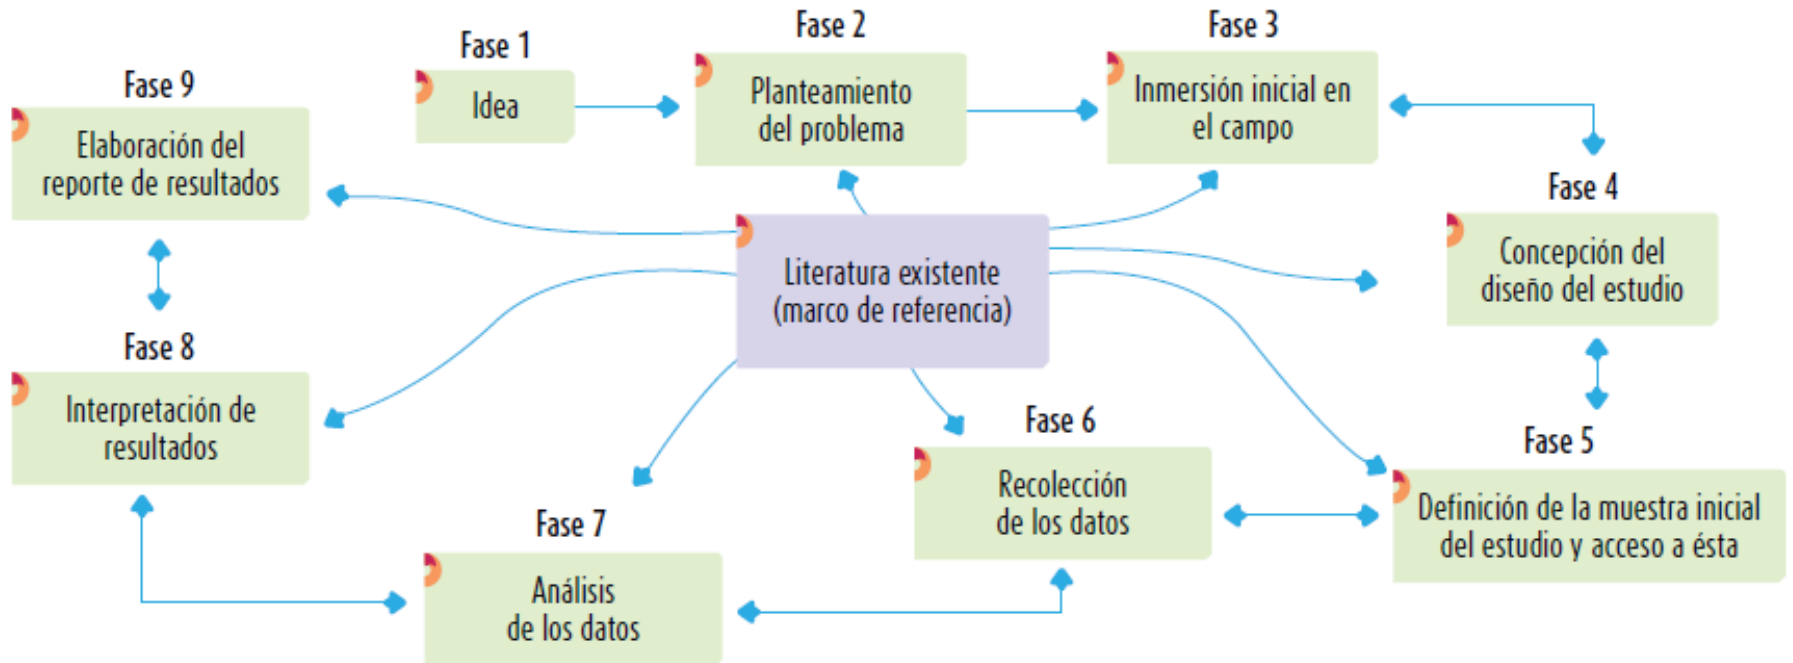 Fase 1
Idea
Fase 2
Planteamiento
del problema
Fase 3
Inmersión inicial en
el campo
Fase 4
Concepción del
diseño del estudio
Fase 5
Definición de la muestra inicial
del estudio y acceso a ésta
Fase 6
Recolección
de los datos
Fase 7
Análisis
de los datos
Fase 8
Interpretación de
resultados
Fase 9
Elaboración del
reporte de resultados
Literatura existente
(marco de referencia)